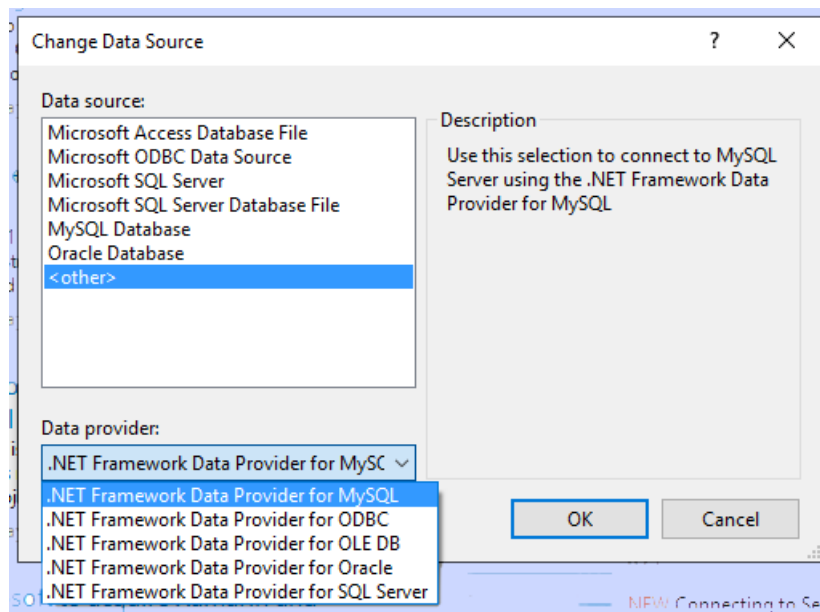 Change Data Source
?
Data source:
Microsoft Access Database File
Microsoft ODBC Data Source
Microsoft SQL Server
Microsoft SQL Server Database File
MySQL Database
Oracle Database
<other>
Description
Use this selection to connect to MySQL
Server using the .NET Framework Data
Provider for MySQL
Data provider:
.NET Framework Data Provider for MySC
.NET Framework Data Provider for MySQL
.NET Framework Data Provider for ODBC
.NET Framework Data Provider for OLE DB
.NET Framework Data Provider for Oracle
.NET Framework Data Provider for SQL Server
OK
Cancel
NEW Connecting to Se